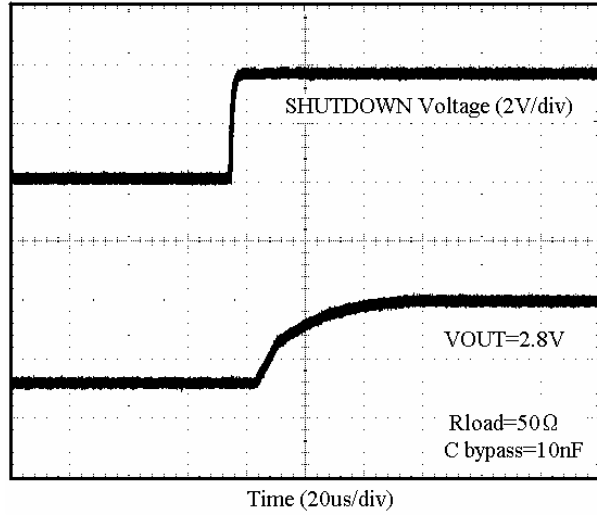 SHUTDOWN Voltage (2V/div)
VOUT=2.8V
Rload=50Ω
C bypass=10nF
Time (20us/div)